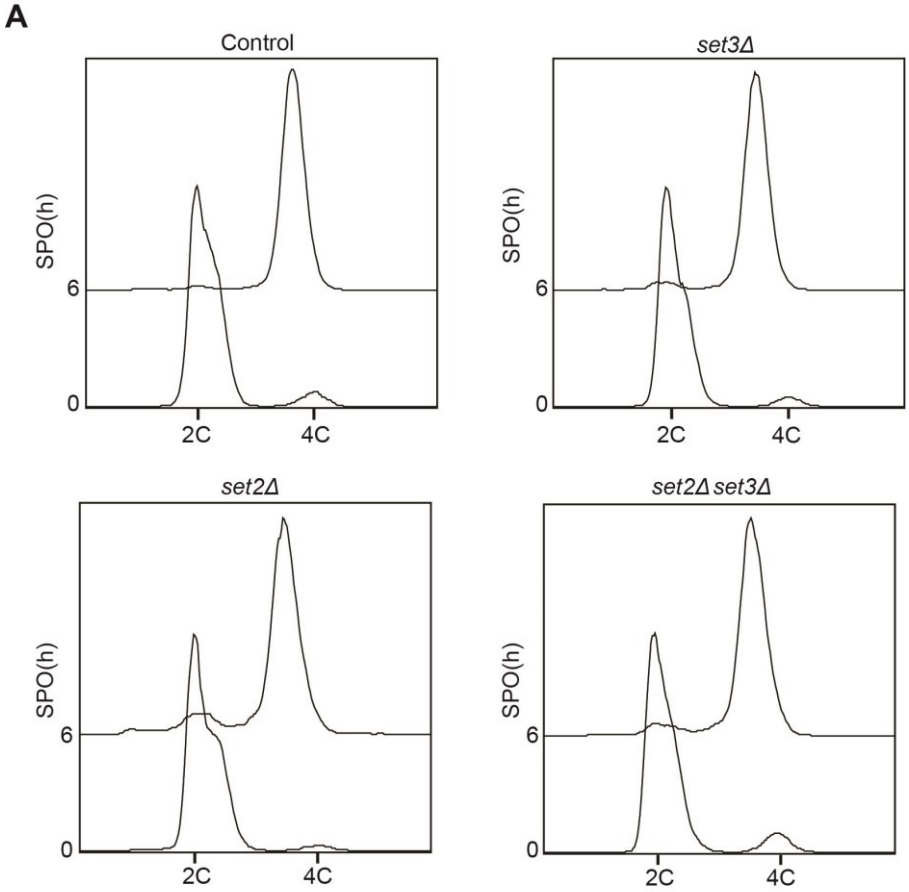 A
Control
SPO(h)
6
0
2C 4C
set3Δ
SPO(h)
6
0
2C 4C
set2Δ
SPO(h)
6
0
2C 4C
set2Δ set3Δ
SPO(h)
6
0
2C 4C